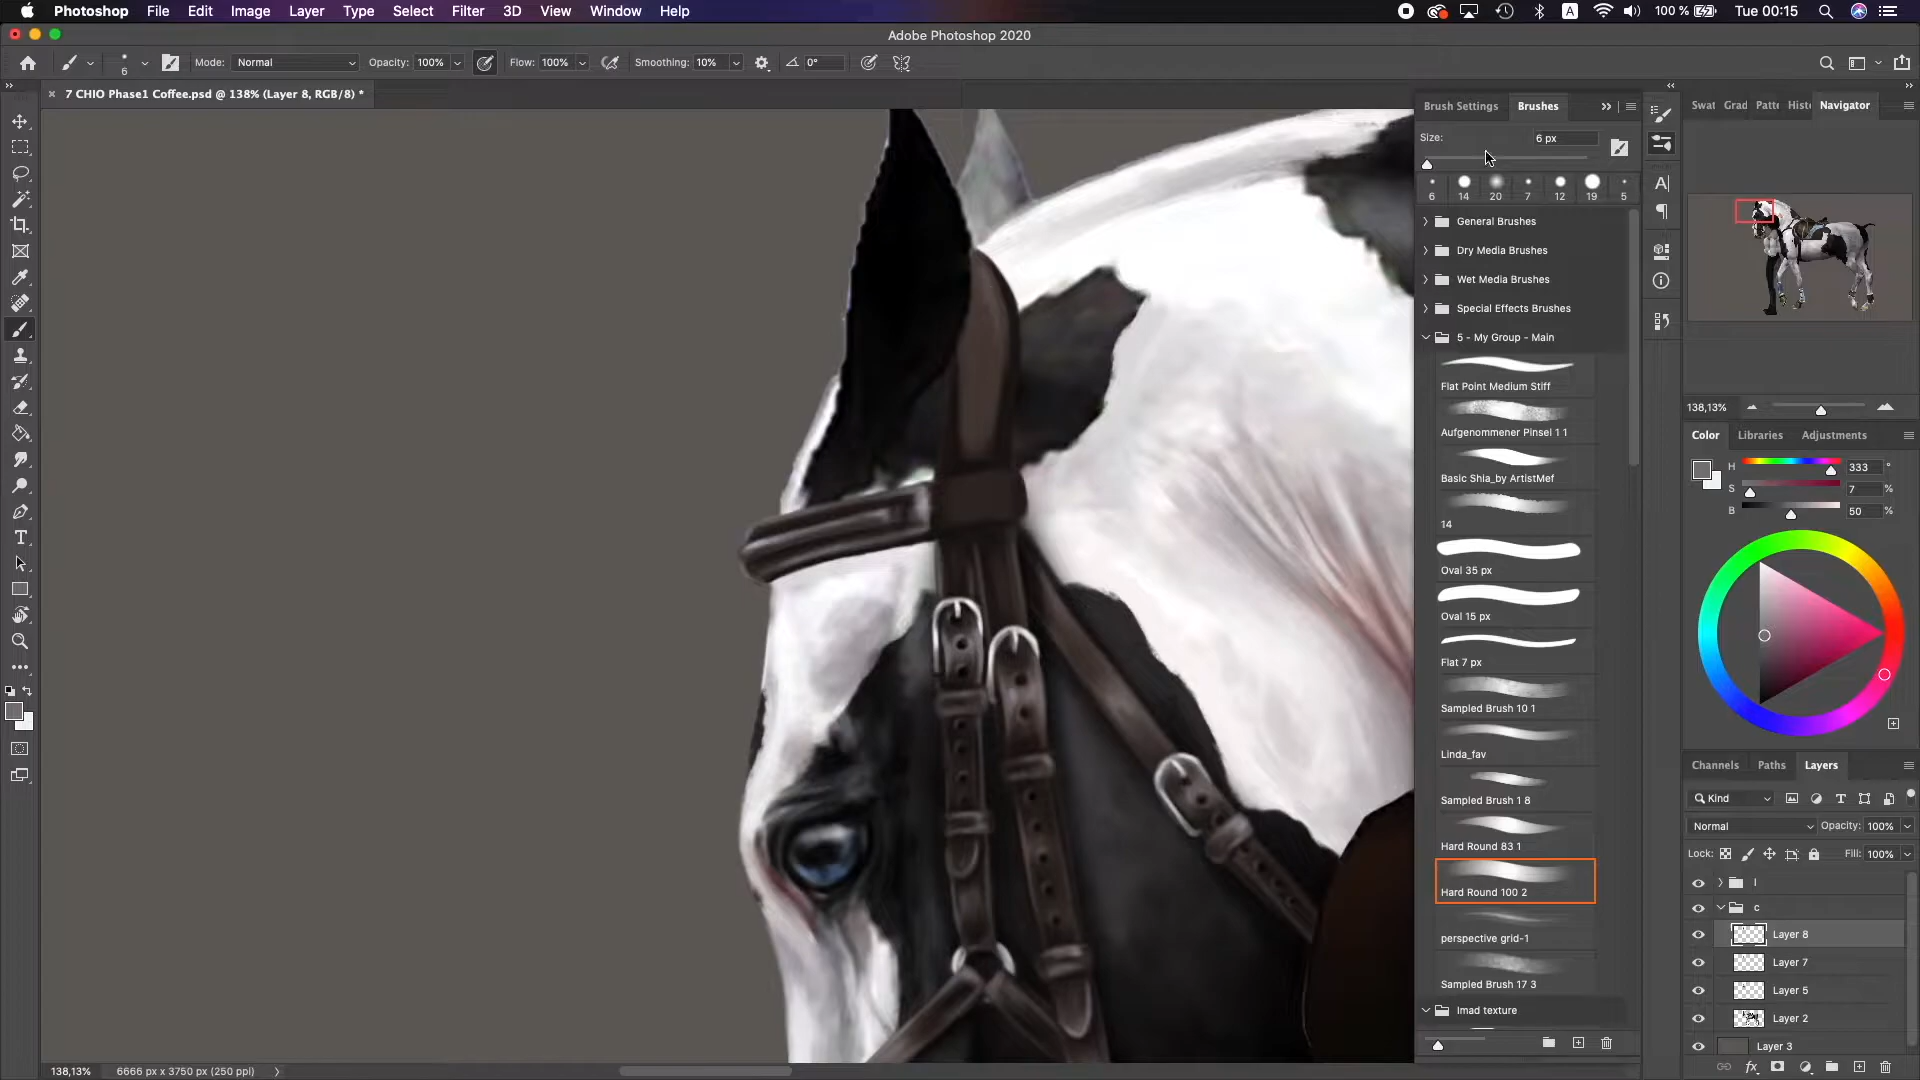 Photoshop File Edit Image Layer Type Select Filter 3D View Window Help
A 100 % Tue 00:15
Adobe Photoshop 2020
6 Mode: Normal Opacity: 100% Flow: 100% Smoothing: 10% 0°
7 CHIO Phase1 Coffee.psd @ 138% (Layer 8, RGB/8) *
Brush Settings Brushes
Size: 6 px
6 14 20 7 12 19 5
General Brushes
Dry Media Brushes
Wet Media Brushes
Special Effects Brushes
5 - My Group - Main
Flat Point Medium Stiff
Aufgenommener Pinsel 1 1
Basic Shia_by ArtistMef
14
Oval 35 px
Oval 15 px
Flat 7 px
Sampled Brush 10 1
Linda_fav
Sampled Brush 1 8
Hard Round 83 1
Hard Round 100 2
perspective grid-1
Sampled Brush 17 3
Imad texture
Swat Grad Patte Histo Navigator
138,13%
Color Libraries Adjustments
H 333 °
S 7 %
B 50 %
Channels Paths Layers
Kind
Normal Opacity: 100%
Lock: Fill: 100%
l
c
Layer 8
Layer 7
Layer 5
Layer 2
Layer 3
138,13% 6666 px x 3750 px (250 ppi)